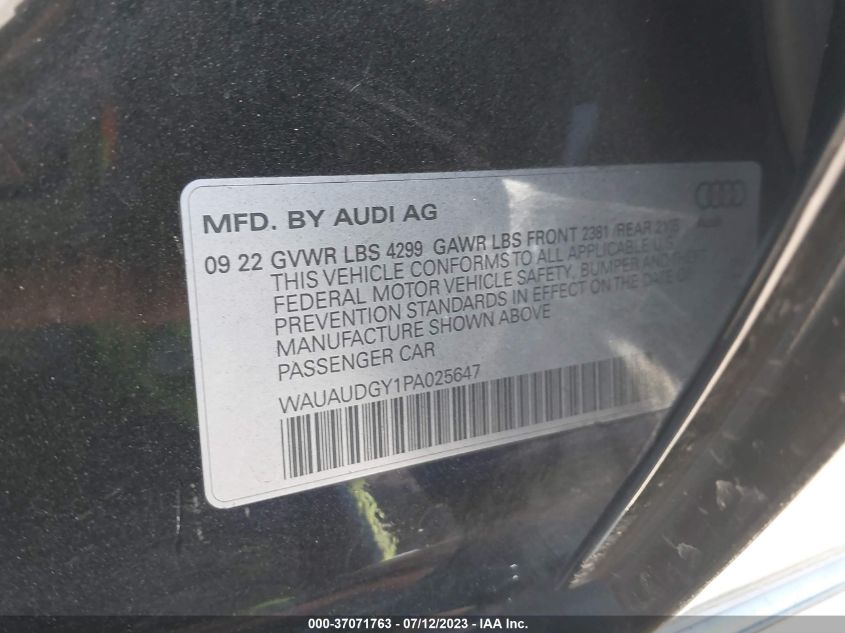 MFD. BY AUDI AG
Audi
09 22 GVWR LBS 4299 GAWR LBS FRONT 2381 /REAR
THIS VEHICLE CONFORMS TO ALL APPLICABLE U.S.
FEDERAL MOTOR VEHICLE SAFETY, BUMPER AND THEFT
PREVENTION STANDARDS IN EFFECT ON THE DATE OF
MANUFACTURE SHOWN ABOVE
PASSENGER CAR
WAUAUDGY1PA025647
000-37071763 - 07/12/2023 - IAA Inc.